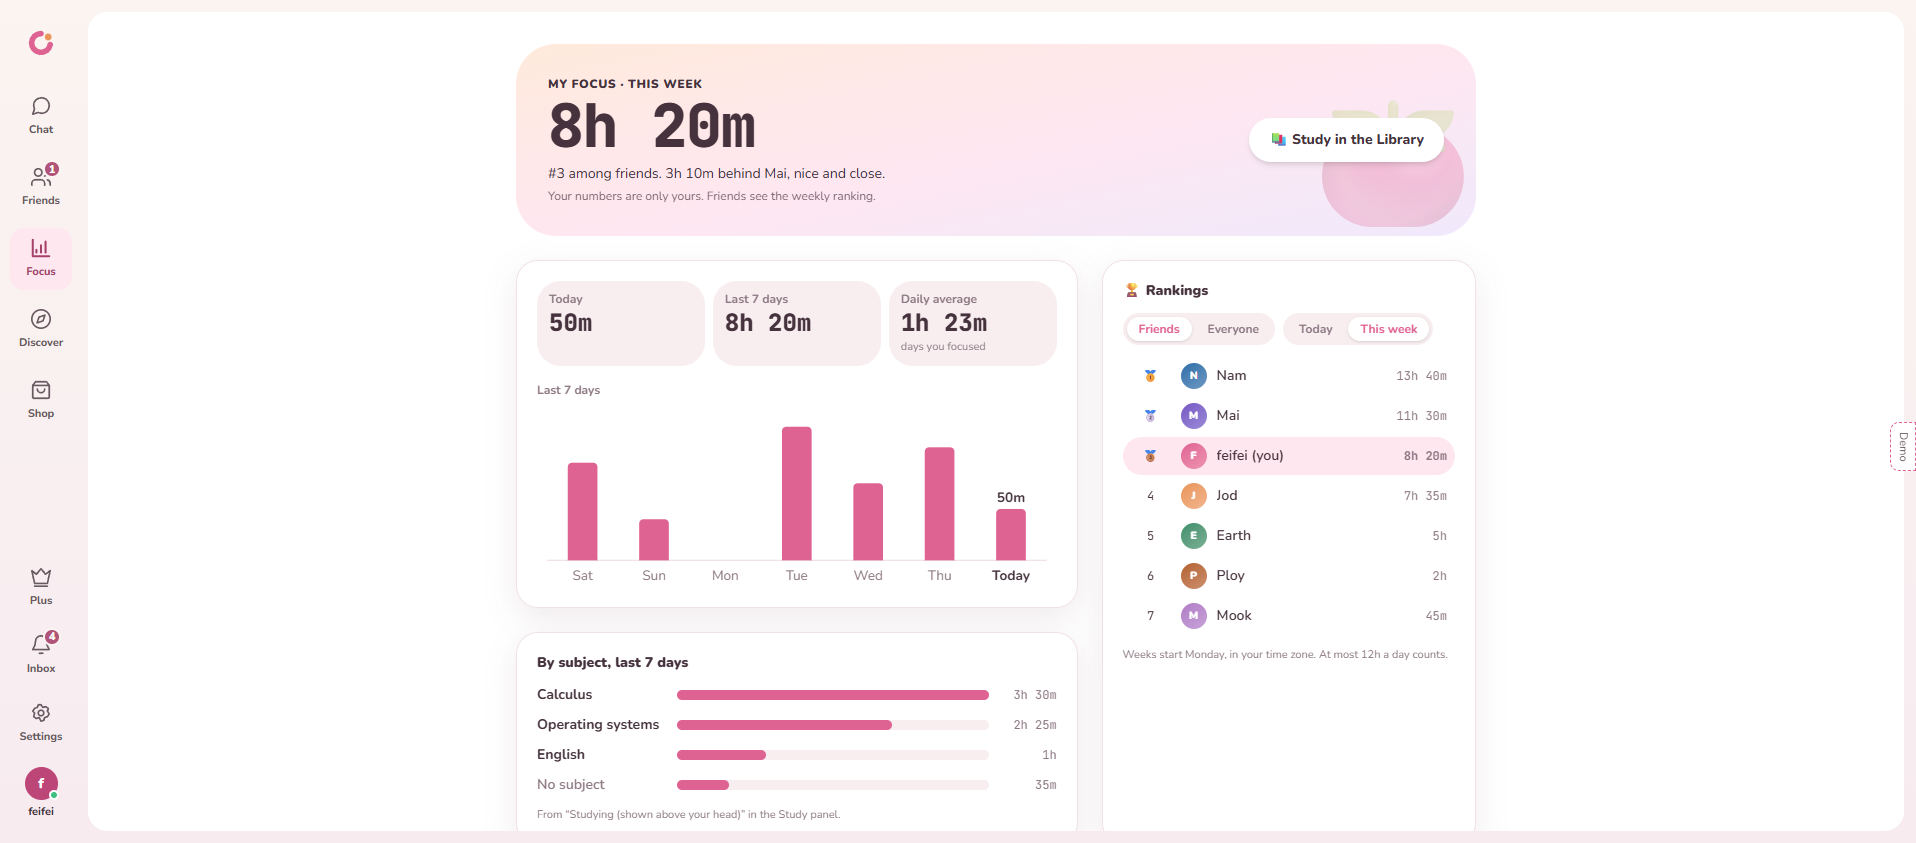 Chat
1
Friends
Focus
Discover
Shop
Plus
4
Inbox
Settings
f
feifei
MY FOCUS · THIS WEEK
8h 20m
#3 among friends. 3h 10m behind Mai, nice and close.
Your numbers are only yours. Friends see the weekly ranking.
Study in the Library
Today
50m
Last 7 days
8h 20m
Daily average
1h 23m
days you focused
Last 7 days
50m
Sat Sun Mon Tue Wed Thu Today
By subject, last 7 days
Calculus 3h 30m
Operating systems 2h 25m
English 1h
No subject 35m
From “Studying (shown above your head)” in the Study panel.
Rankings
Friends Everyone Today This week
N Nam 13h 40m
M Mai 11h 30m
F feifei (you) 8h 20m
4 J Jod 7h 35m
5 E Earth 5h
6 P Ploy 2h
7 M Mook 45m
Weeks start Monday, in your time zone. At most 12h a day counts.
Demo